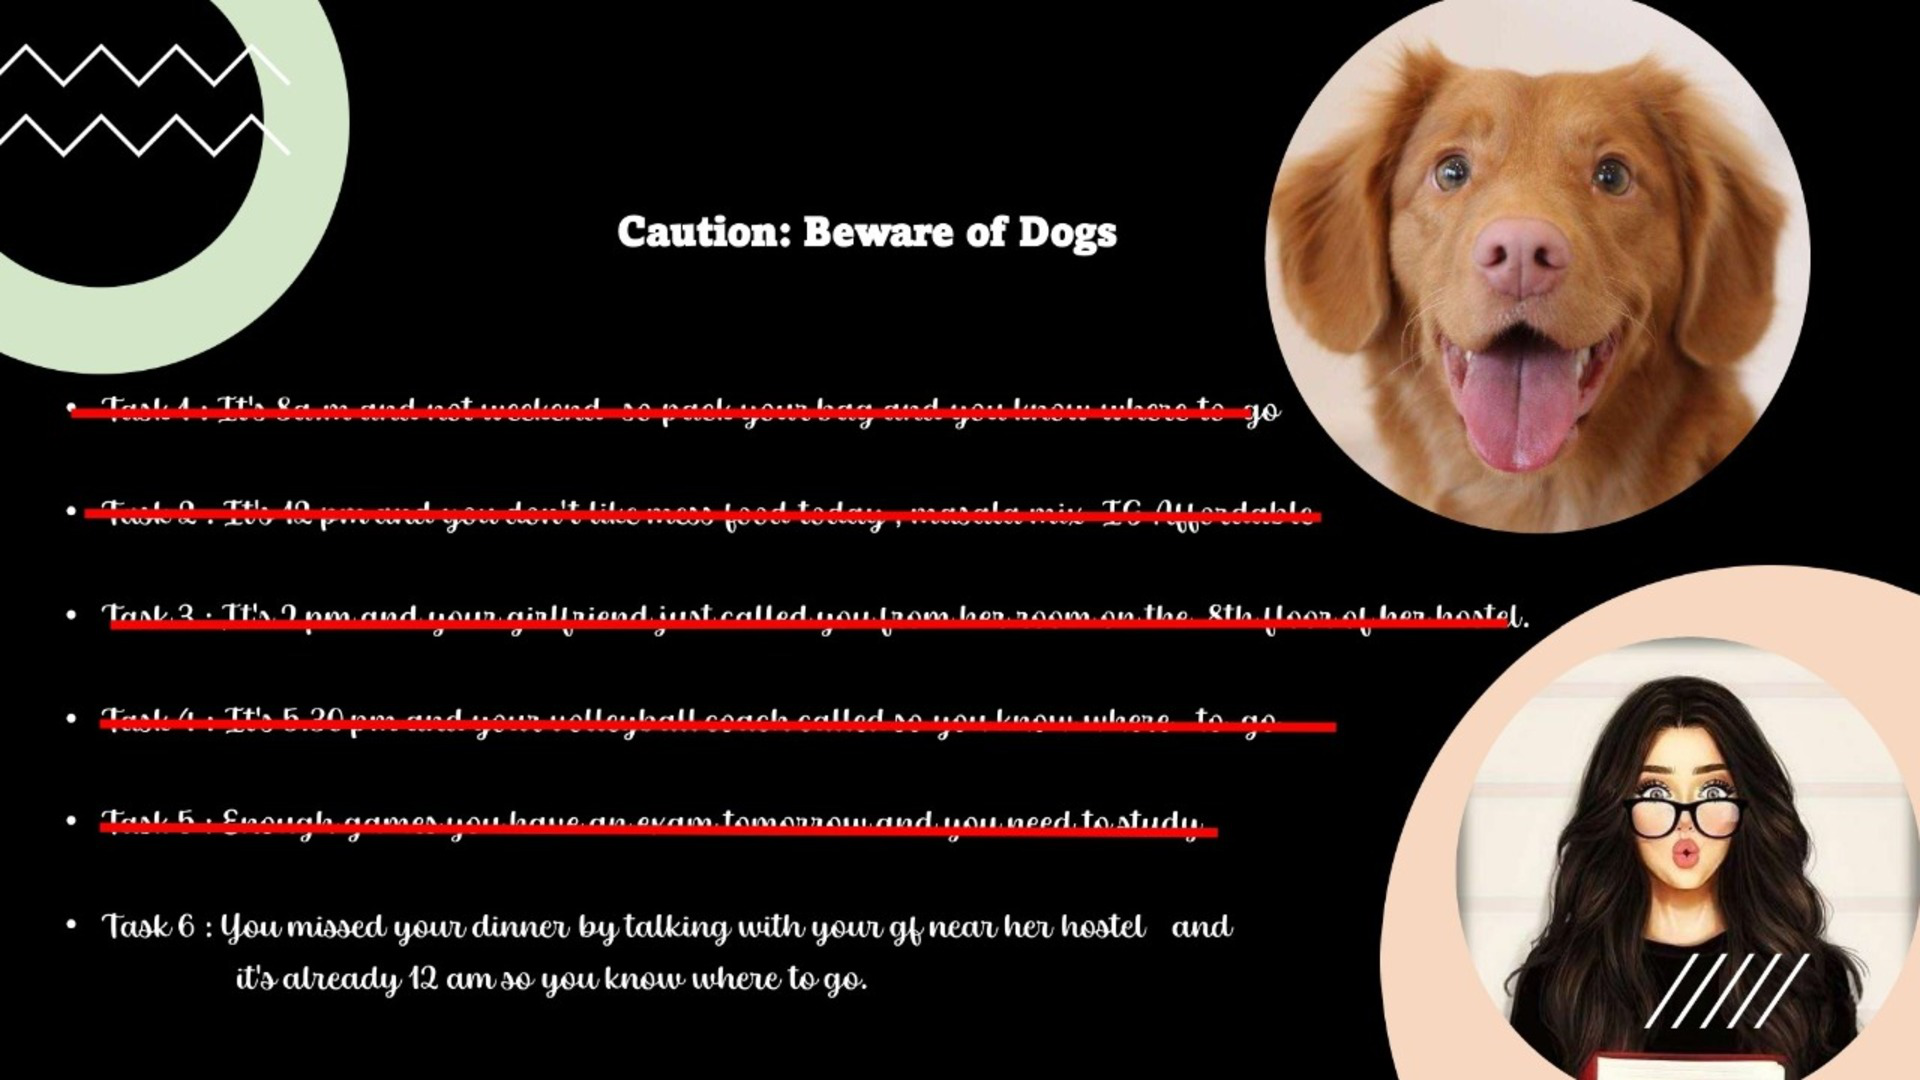 Caution: Beware of Dogs
• Task 1 : It's 8a.m and not weekend so pack your bag and you know where to go
• Task 2 : It's 12 pm and you don't like mess food today , masala mix IG Affordable
• Task 3 : It's 2 pm and your girlfriend just called you from her room on the 8th floor of her hostel.
• Task 4 : It's 5.30 pm and your volleyball coach called so you know where to go
• Task 5 : Enough games you have an exam tomorrow and you need to study
• Task 6 : You missed your dinner by talking with your gf near her hostel and
it's already 12 am so you know where to go.